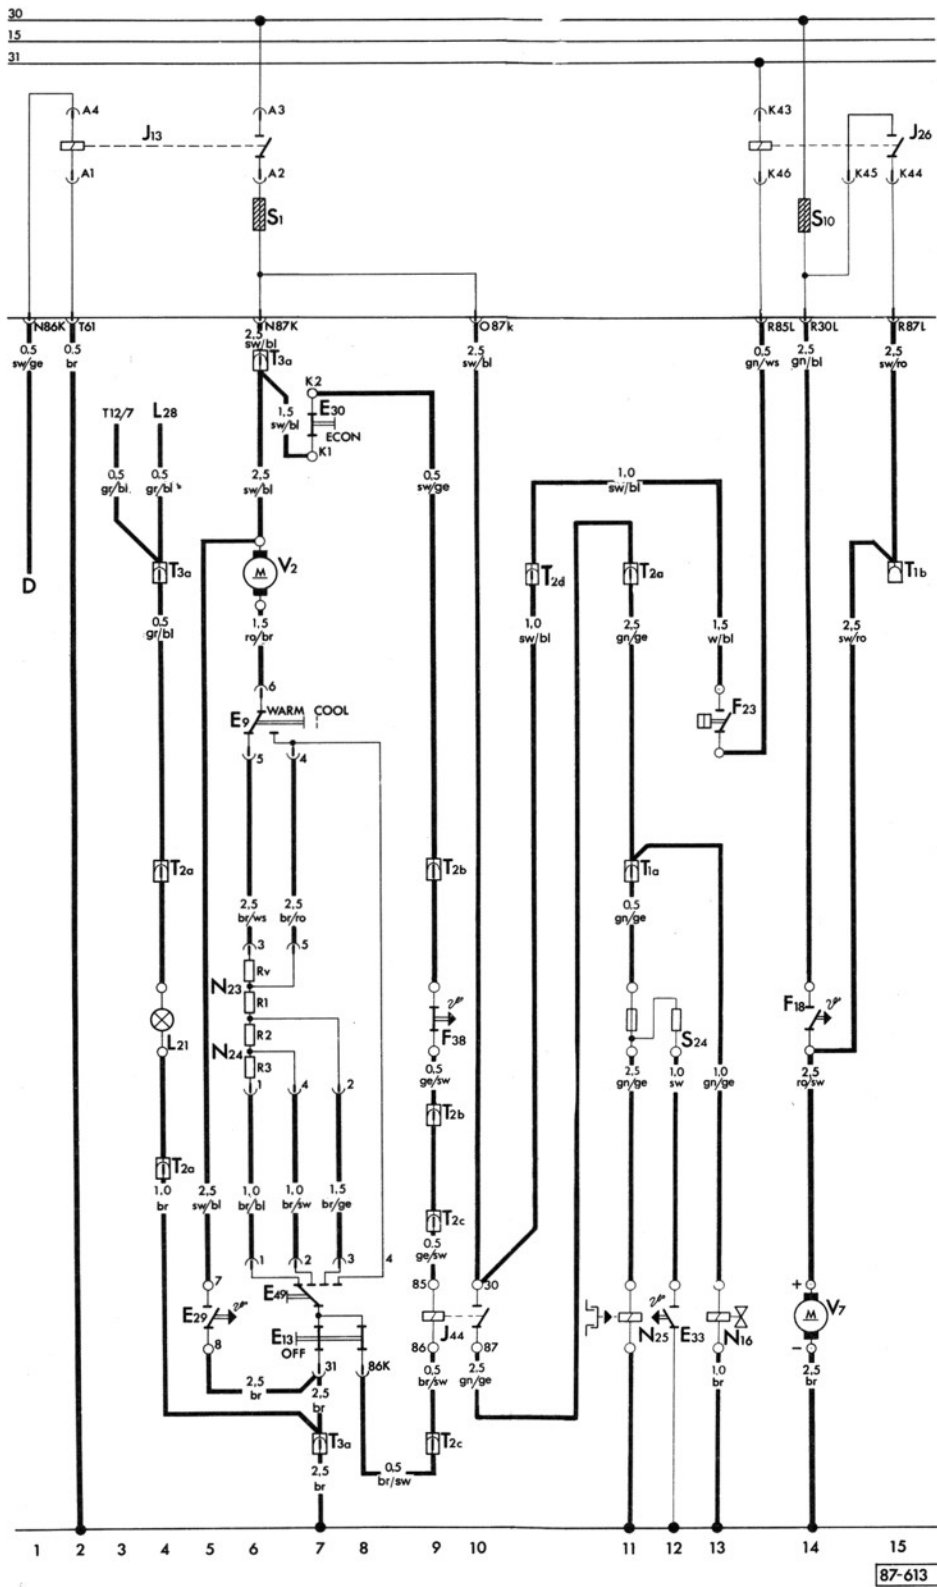 30
15
31
A4
A3
K43
J13
J26
A1
A2
K46
K45
K44
S1
S10
N86K
T61
N87K
O87k
R85L
R30L
R87L
0.5
sw/ge
0.5
br
2,5
sw/bl
T3a
2,5
sw/bl
0,5
gn/ws
2,5
gn/bl
2,5
sw/ro
K2
E30
ECON
K1
1,5
sw/bl
T12/7
L28
0.5
gr/bl
0.5
gr/bl
2,5
sw/bl
0,5
sw/ge
1,0
sw/bl
D
T3a
V2
M
T2d
T2a
T1b
0.5
gr/bl
1,5
ro/br
1,0
sw/bl
2,5
gn/ge
1,5
w/bl
2,5
sw/ro
6
E9
WARM
COOL
F23
5
4
T2a
T2b
T1a
2,5
br/ws
2,5
br/ro
0,5
gn/ge
3
5
Rv
N23
R1
R2
N24
R3
L21
F38
F18
S24
1
4
2
0,5
ge/sw
2,5
gn/ge
1,0
sw
1,0
gn/ge
2,5
ro/sw
T2b
T2a
1,0
br
2,5
sw/bl
1,0
br/bl
1,0
br/sw
1,5
br/ge
T2c
0,5
ge/sw
1
2
3
4
7
85
30
+
E49
E29
E13
OFF
J44
N25
E33
N16
V7
M
8
31
86K
86
87
−
2,5
br
2,5
br
0,5
br/sw
2,5
gn/ge
1,0
br
2,5
br
T3a
T2c
2,5
br
0,5
br/sw
1 2 3 4 5 6 7 8 9 10 11 12 13 14 15
87-613